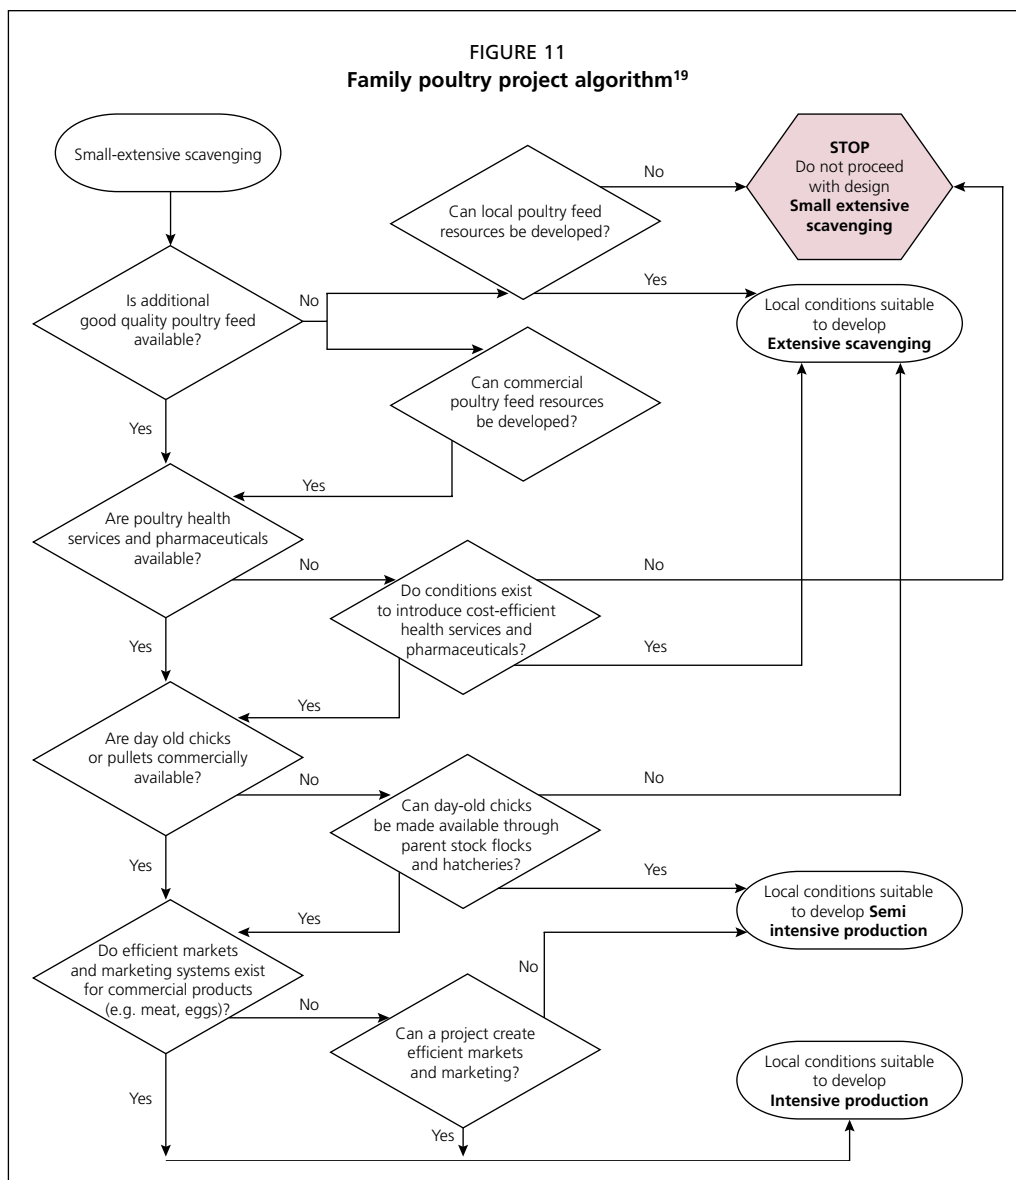 FIGURE 11
Family poultry project algorithm19
Small-extensive scavenging
Can local poultry feed
resources be developed?
No
STOP
Do not proceed
with design
Small extensive
scavenging
Is additional
good quality poultry feed
available?
No
Yes
Local conditions suitable
to develop
Extensive scavenging
Can commercial
poultry feed resources
be developed?
Yes
Yes
Are poultry health
services and pharmaceuticals
available?
No
Do conditions exist
to introduce cost-efficient
health services and
pharmaceuticals?
No
Yes
Yes
Yes
Are day old chicks
or pullets commercially
available?
No
Can day-old chicks
be made available through
parent stock flocks
and hatcheries?
No
Yes
Yes
Yes
Local conditions suitable
to develop Semi
intensive production
Do efficient markets
and marketing systems exist
for commercial products
(e.g. meat, eggs)?
No
No
Can a project create
efficient markets
and marketing?
Local conditions suitable
to develop
Intensive production
Yes
Yes